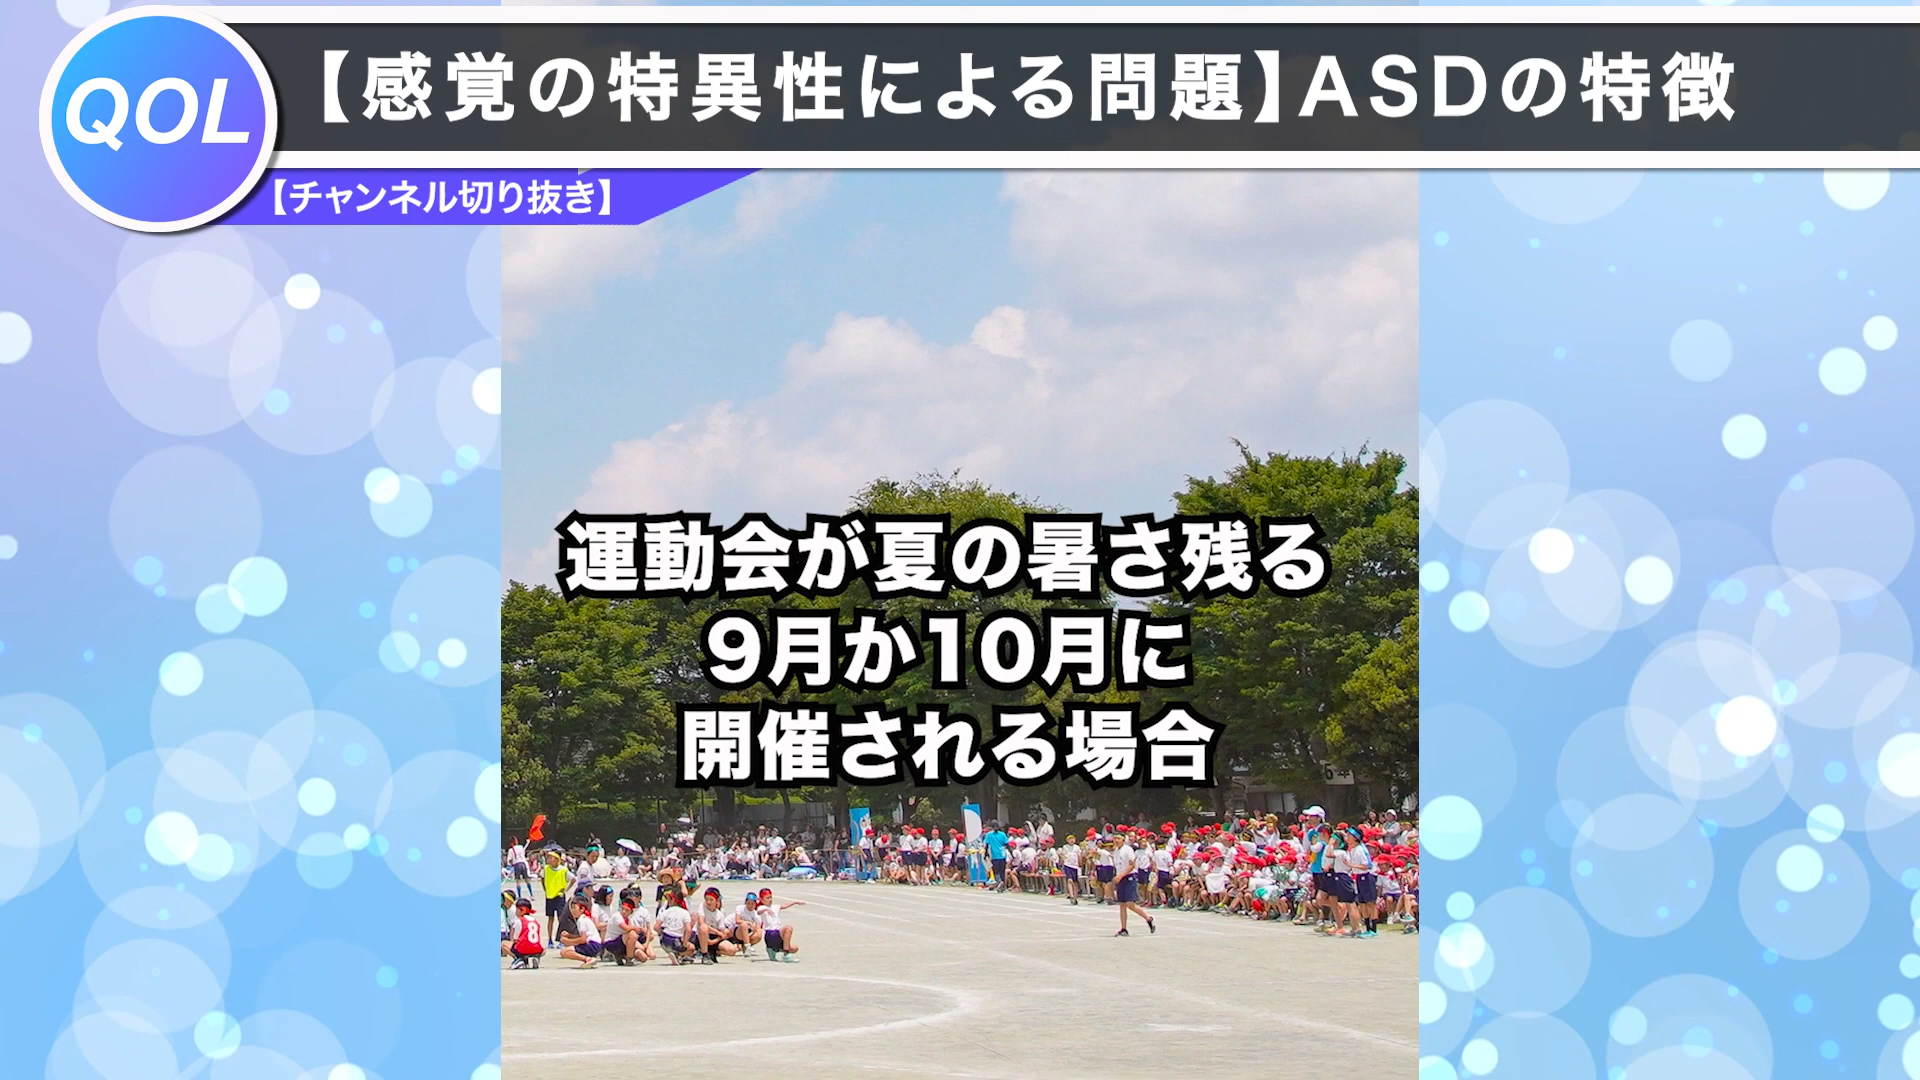 QOL
【感覚の特異性による問題】ASDの特徴
【チャンネル切り抜き】
運動会が夏の暑さ残る
9月か10月に
開催される場合
8